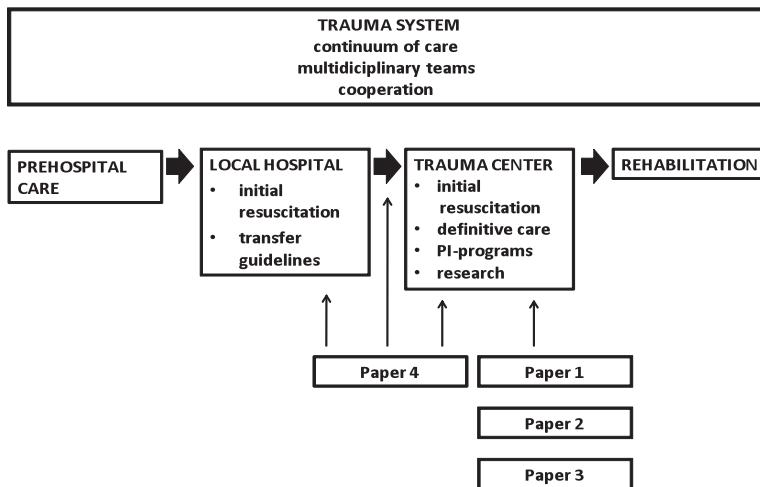 TRAUMA SYSTEM
continuum of care
multidiciplinary teams
cooperation
PREHOSPITAL
CARE
LOCAL HOSPITAL
• initial
resuscitation
• transfer
guidelines
TRAUMA CENTER
• initial
resuscitation
• definitive care
• PI-programs
• research
REHABILITATION
Paper 4
Paper 1
Paper 2
Paper 3